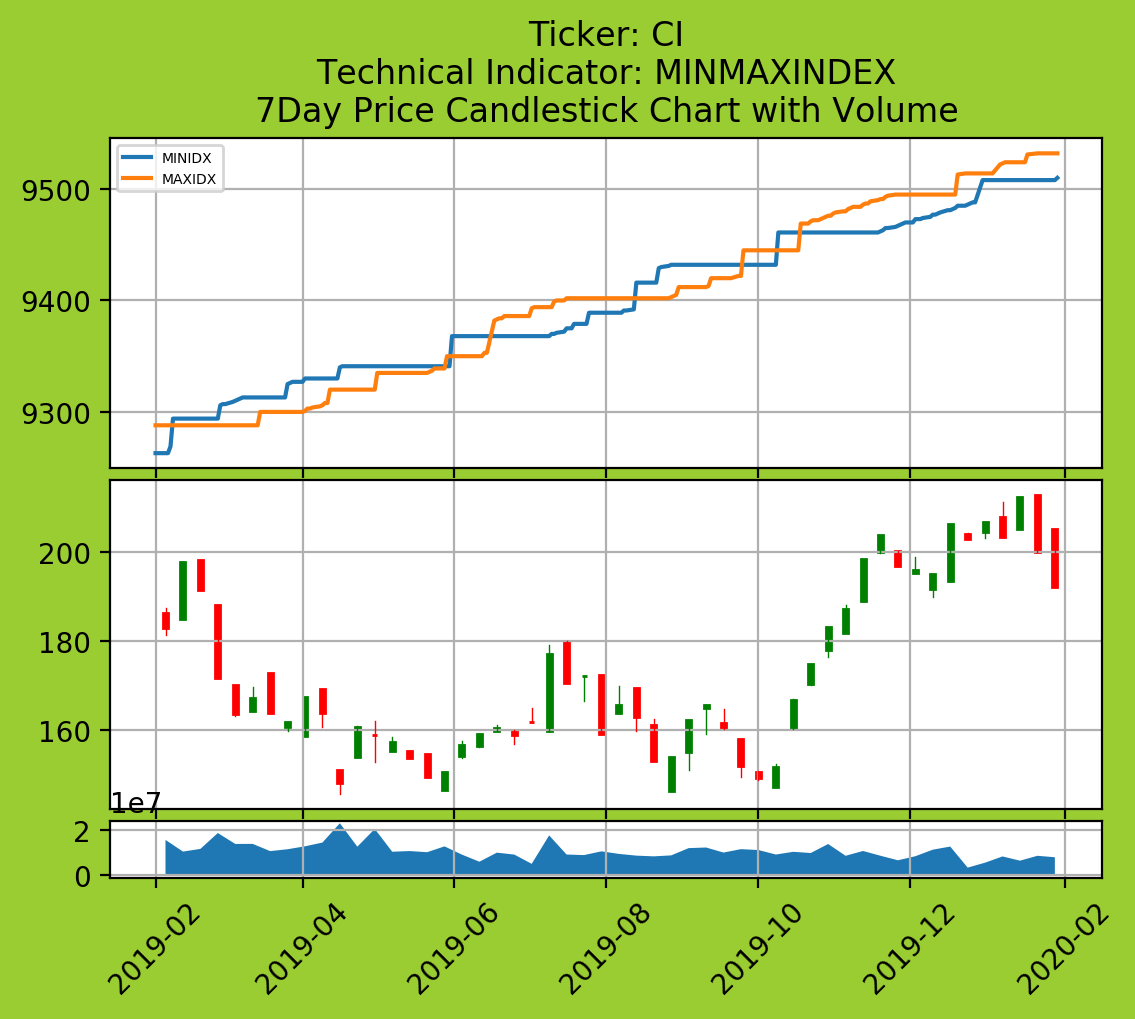 Ticker: CI
Technical Indicator: MINMAXINDEX
7Day Price Candlestick Chart with Volume
MINIDX
MAXIDX
9500
9400
9300
200
180
160
1e7
2
0
2019-02
2019-04
2019-06
2019-08
2019-10
2019-12
2020-02